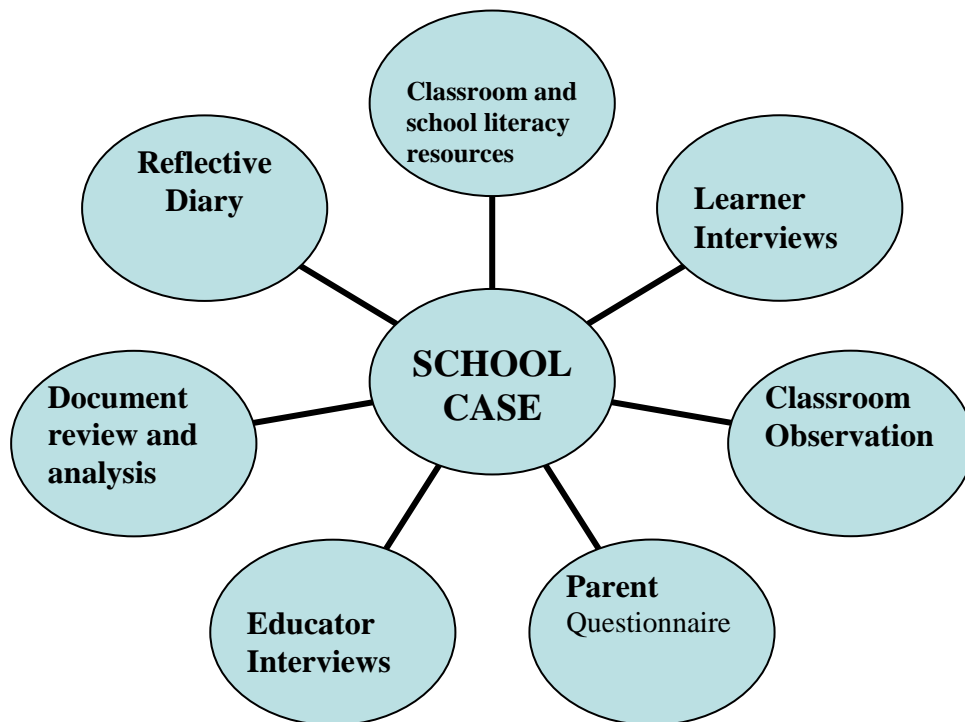 Classroom and
school literacy
resources
Reflective
Diary
Learner
Interviews
SCHOOL
CASE
Document
review and
analysis
Classroom
Observation
Parent
Questionnaire
Educator
Interviews